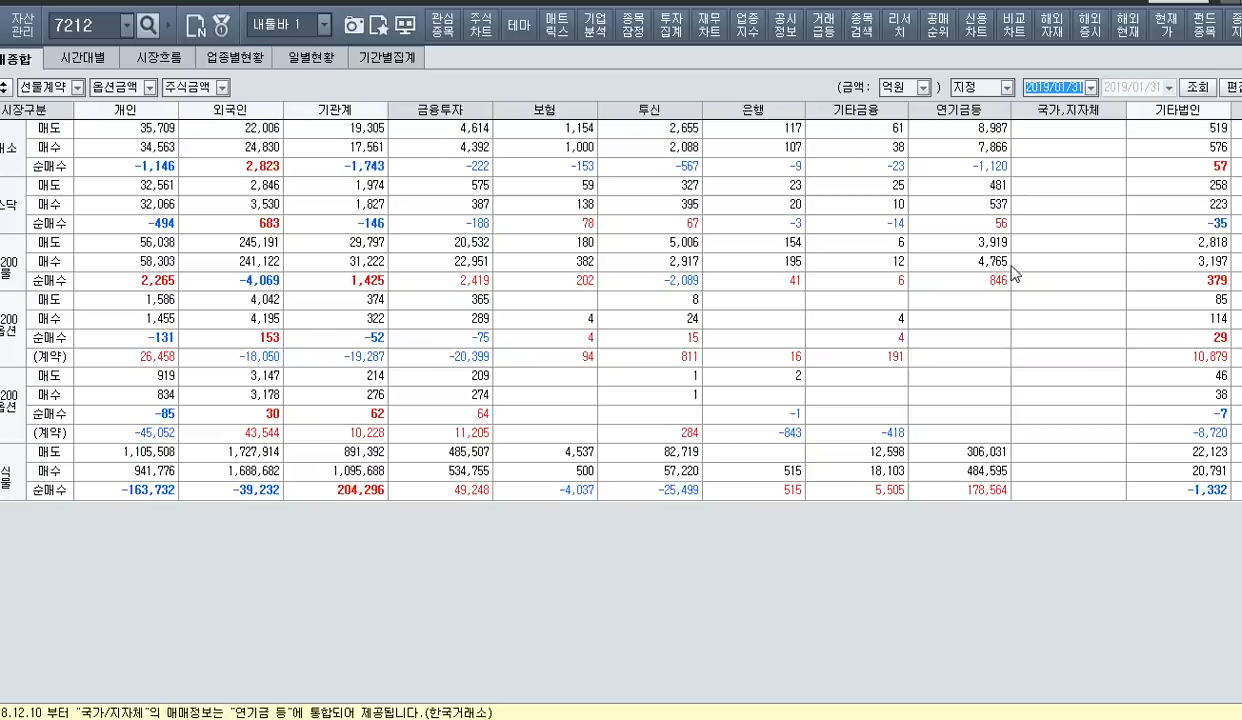 자산 관리 7212 내툴바 1 관심 종목 주식 차트 테마 매트 릭스 기업 분석 종목 잠정 투자 집계 재무 차트 업종 지수 공시 정보 거래 급등 종목 검색 리서 치 공매 순위 신용 차트 비교 차트 해외 자재 해외 증시 해외 현재 현재 가 펀드 종목
시간대별 시장흐름 업종별현황 일별현황 기간별집계
선물계약 옵션금액 주식금액 (금액: 억원 ) 지정 2019/01/31 2019/01/31 조회
시장구분 개인 외국인 기관계 금융투자 보험 투신 은행 기타금융 연기금등 국가,지자체 기타법인
매도 35,709 22,006 19,305 4,614 1,154 2,655 117 61 8,987 519
매수 34,563 24,830 17,561 4,392 1,000 2,088 107 38 7,866 576
순매수 -1,146 2,823 -1,743 -222 -153 -567 -9 -23 -1,120 57
매도 32,561 2,846 1,974 575 59 327 23 25 481 258
매수 32,066 3,530 1,827 387 138 395 20 10 537 223
순매수 -494 683 -146 -188 78 67 -3 -14 56 -35
매도 56,038 245,191 29,797 20,532 180 5,006 154 6 3,919 2,818
200 매수 58,303 241,122 31,222 22,951 382 2,917 195 12 4,765 3,197
순매수 2,265 -4,069 1,425 2,419 202 -2,089 41 6 846 379
매도 1,586 4,042 374 365 8 85
200 매수 1,455 4,195 322 289 4 24 4 114
순매수 -131 153 -52 -75 4 15 4 29
(계약) 26,458 -18,050 -19,287 -20,399 94 811 16 191 10,879
매도 919 3,147 214 209 1 2 46
200 매수 834 3,178 276 274 1 38
순매수 -85 30 62 64 -1 -7
(계약) -45,052 43,544 10,228 11,205 284 -843 -418 -8,720
매도 1,105,508 1,727,914 891,392 485,507 4,537 82,719 12,598 306,031 22,123
매수 941,776 1,688,682 1,095,688 534,755 500 57,220 515 18,103 484,595 20,791
순매수 -163,732 -39,232 204,296 49,248 -4,037 -25,499 515 5,505 178,564 -1,332
8.12.10 부터 "국가/지자체"의 매매정보는 "연기금 등"에 통합되어 제공됩니다.(한국거래소)